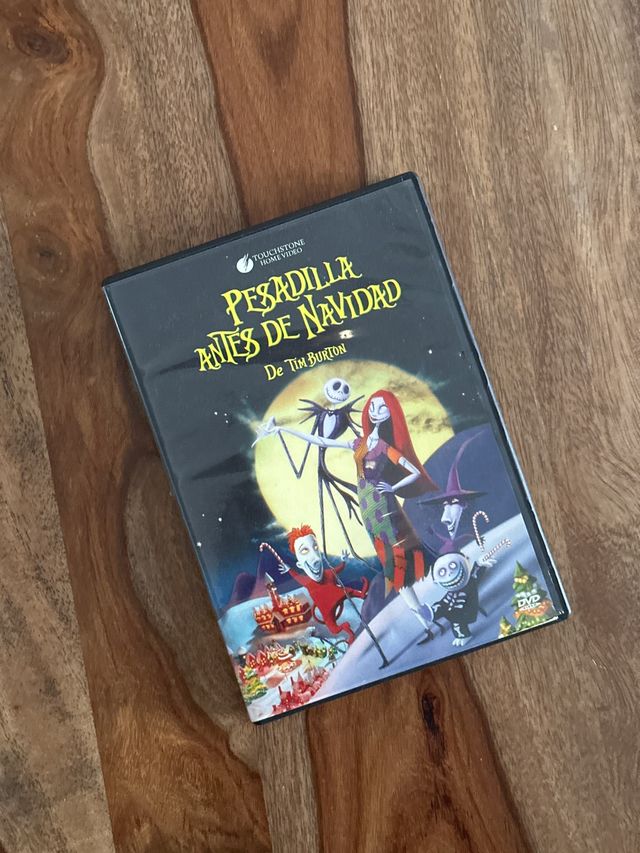 TOUCHSTONE
HOME VIDEO
PESADILLA
ANTES DE NAVIDAD
De TIM BURTON
DVD